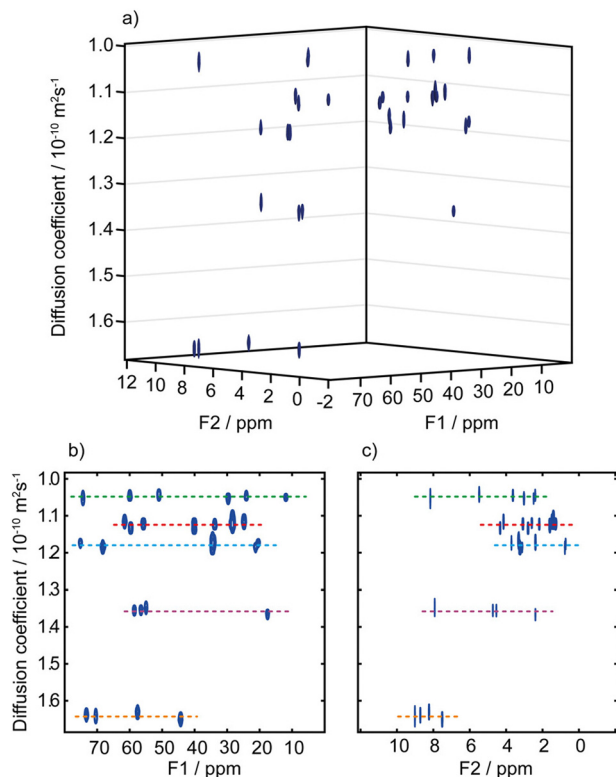 a)
1.0
1.1
1.2
1.3
1.4
1.5
1.6
Diffusion coefficient / 10⁻¹⁰ m²s⁻¹
12 10 8 6 4 2 0 -2
70 60 50 40 30 20 10
F2 / ppm
F1 / ppm
b)
1.0
1.1
1.2
1.3
1.4
1.5
1.6
Diffusion coefficient / 10⁻¹⁰ m²s⁻¹
70 60 50 40 30 20 10
F1 / ppm
c)
10 8 6 4 2 0
F2 / ppm